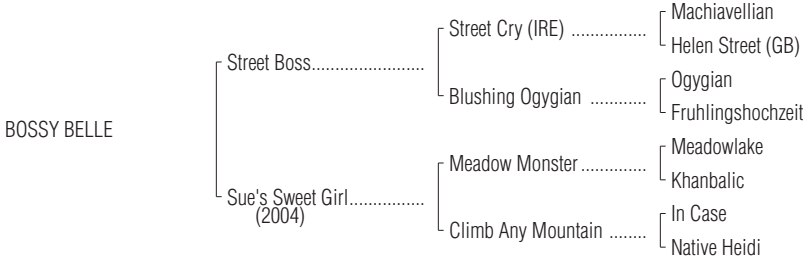 Machiavellian
Street Cry (IRE) ................
Helen Street (GB)
Street Boss........................
Ogygian
Blushing Ogygian ............
Fruhlingshochzeit
BOSSY BELLE
Meadowlake
Meadow Monster..............
Khanbalic
Sue's Sweet Girl................
(2004)
In Case
Climb Any Mountain ........
Native Heidi